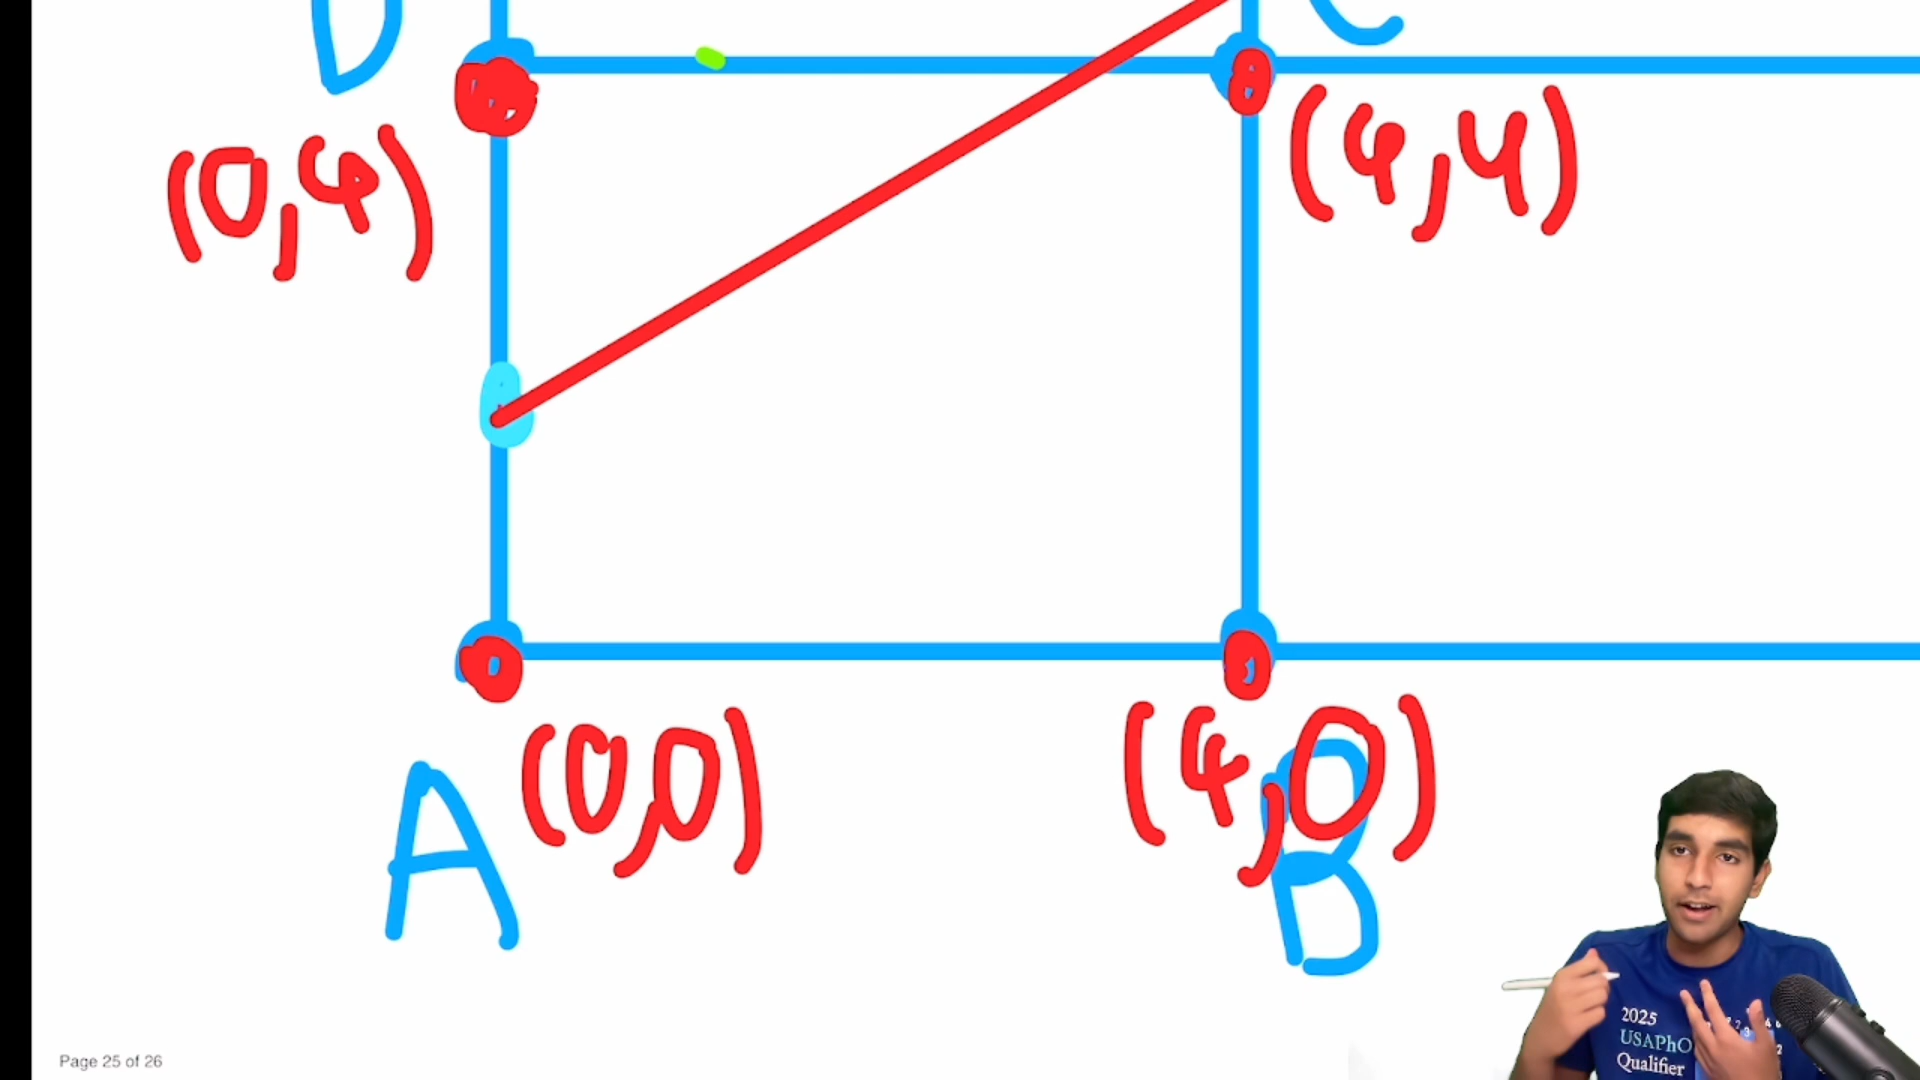 D
C
(0,4)
(4,4)
(0,0)
(4,0)
A
B
2025
USAPhO
Qualifier
Page 25 of 26